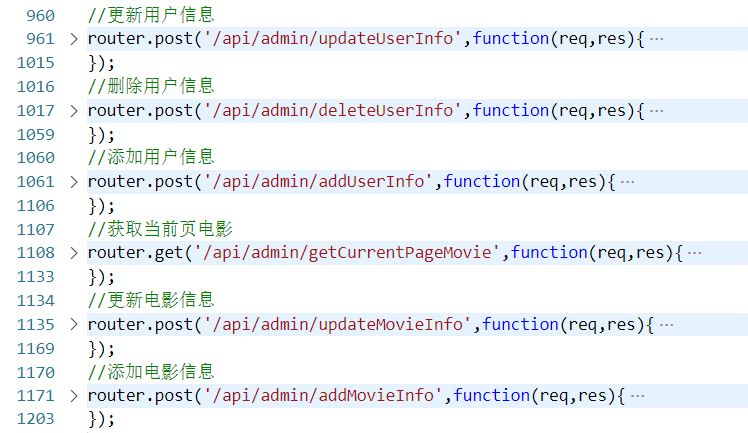 960 //更新用户信息
961 > router.post('/api/admin/updateUserInfo',function(req,res){ ⋯
1015 });
1016 //删除用户信息
1017 > router.post('/api/admin/deleteUserInfo',function(req,res){ ⋯
1059 });
1060 //添加用户信息
1061 > router.post('/api/admin/addUserInfo',function(req,res){ ⋯
1106 });
1107 //获取当前页电影
1108 > router.get('/api/admin/getCurrentPageMovie',function(req,res){ ⋯
1133 });
1134 //更新电影信息
1135 > router.post('/api/admin/updateMovieInfo',function(req,res){ ⋯
1169 });
1170 //添加电影信息
1171 > router.post('/api/admin/addMovieInfo',function(req,res){ ⋯
1203 });